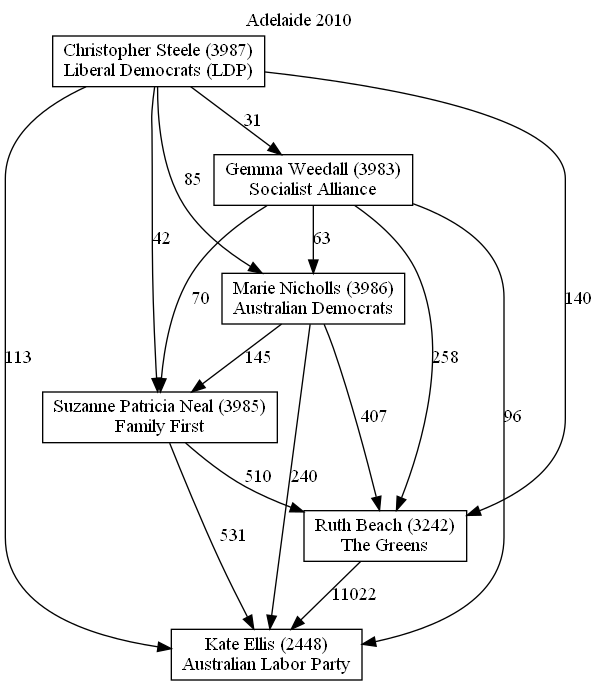 Adelaide 2010
Christopher Steele (3987)
Liberal Democrats (LDP)
31
Gemma Weedall (3983)
Socialist Alliance
85
42
63
Marie Nicholls (3986)
Australian Democrats
70
140
113
145
258
Suzanne Patricia Neal (3985)
Family First
407
96
510
240
531
Ruth Beach (3242)
The Greens
11022
Kate Ellis (2448)
Australian Labor Party